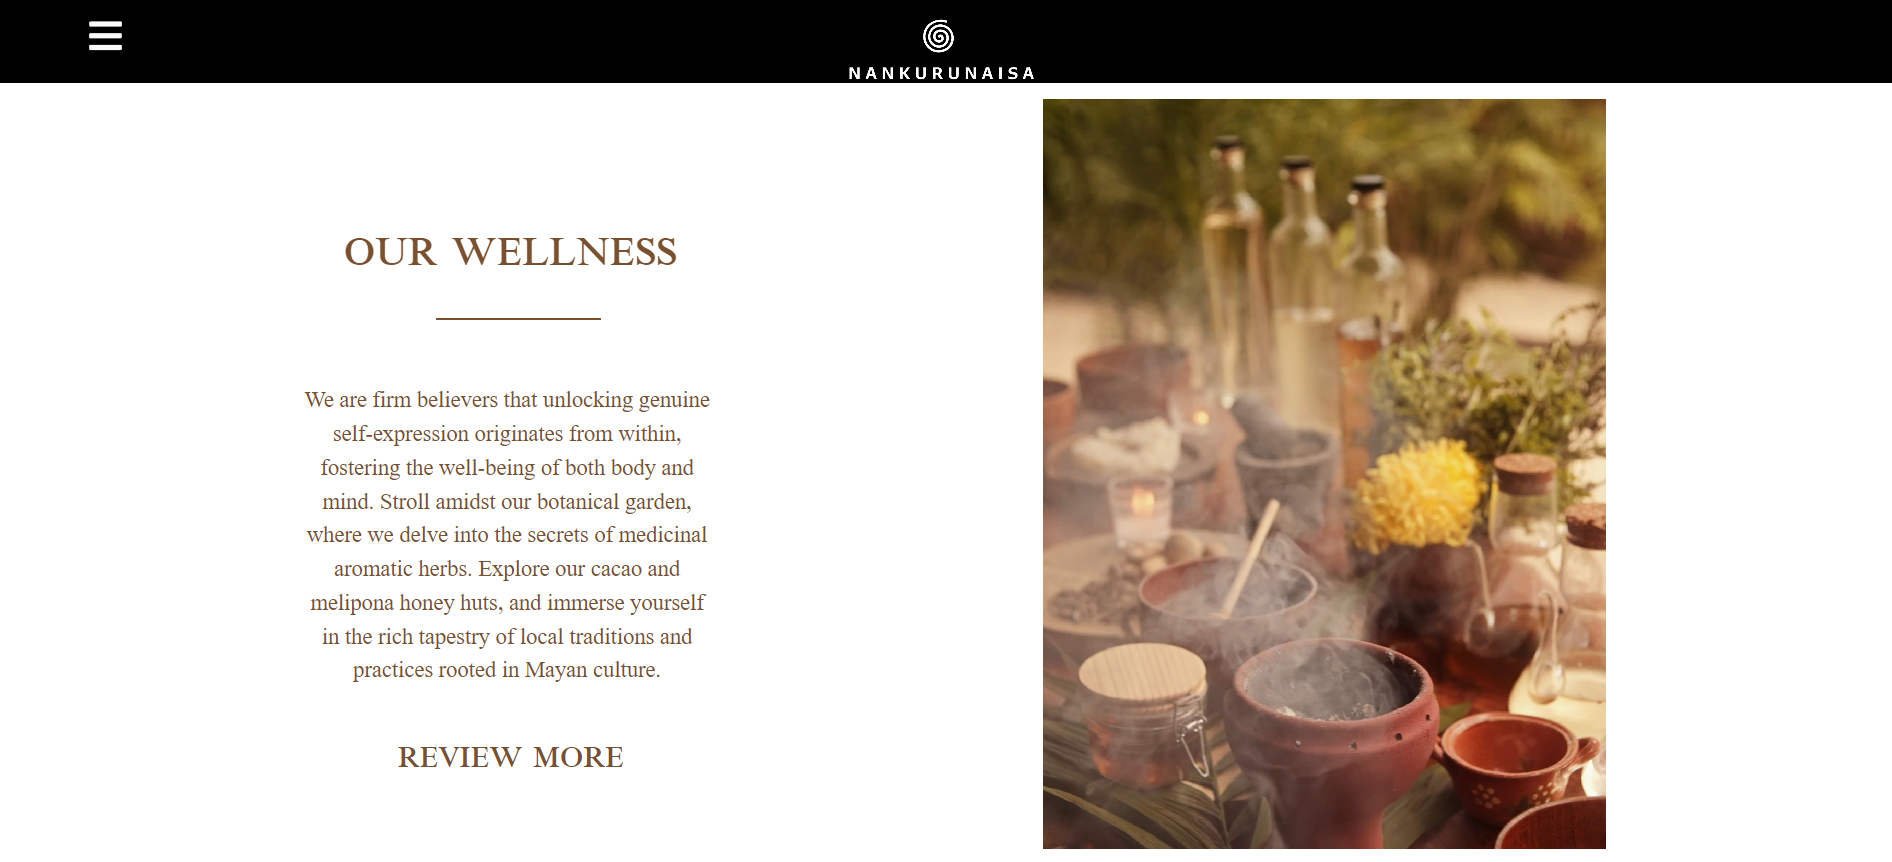 NANKURUNAISA
OUR WELLNESS
We are firm believers that unlocking genuine
self-expression originates from within,
fostering the well-being of both body and
mind. Stroll amidst our botanical garden,
where we delve into the secrets of medicinal
aromatic herbs. Explore our cacao and
melipona honey huts, and immerse yourself
in the rich tapestry of local traditions and
practices rooted in Mayan culture.
REVIEW MORE